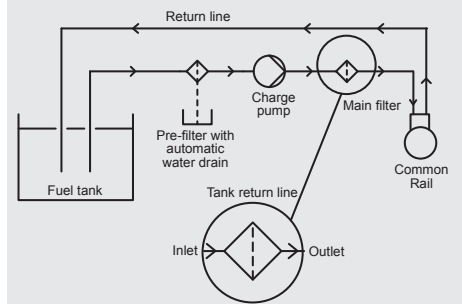 Return line
Charge
pump
Main filter
Pre-filter with
automatic
water drain
Common
Rail
Fuel tank
Tank return line
Inlet
Outlet